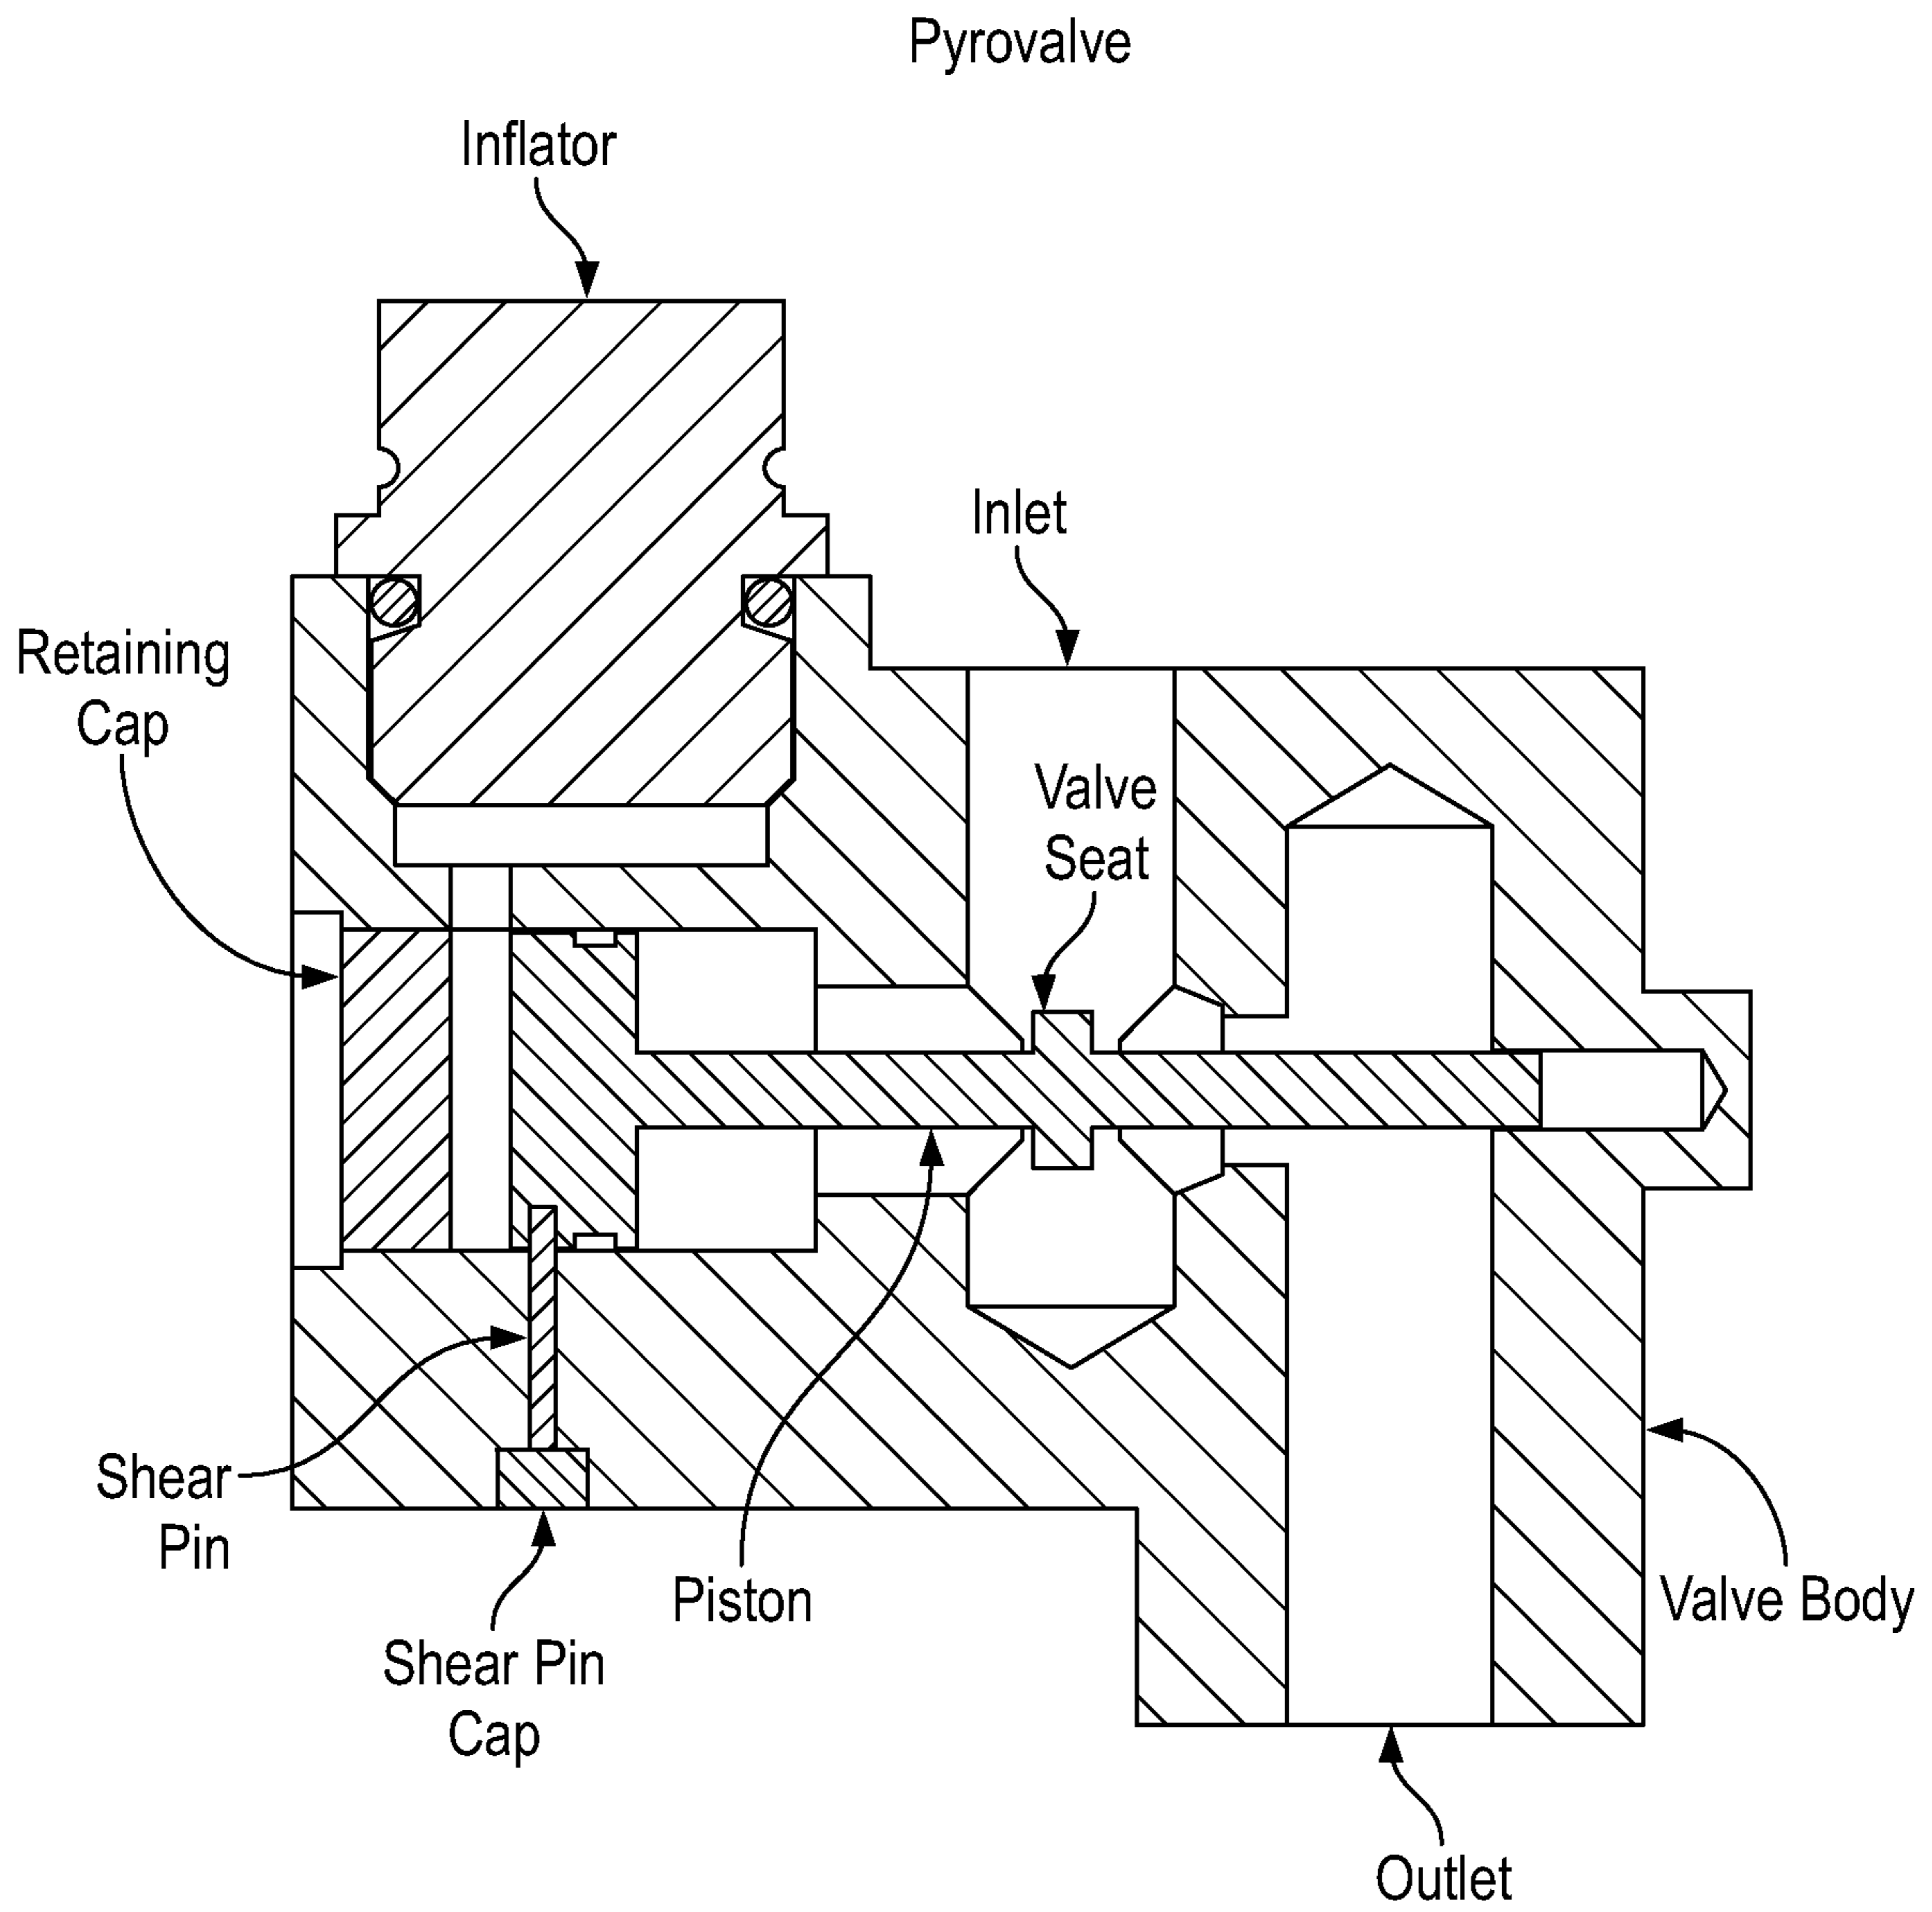 Pyrovalve
Inflator
Inlet
Retaining
Cap
Valve
Seat
Shear
Pin
Piston
Valve Body
Shear Pin
Cap
Outlet